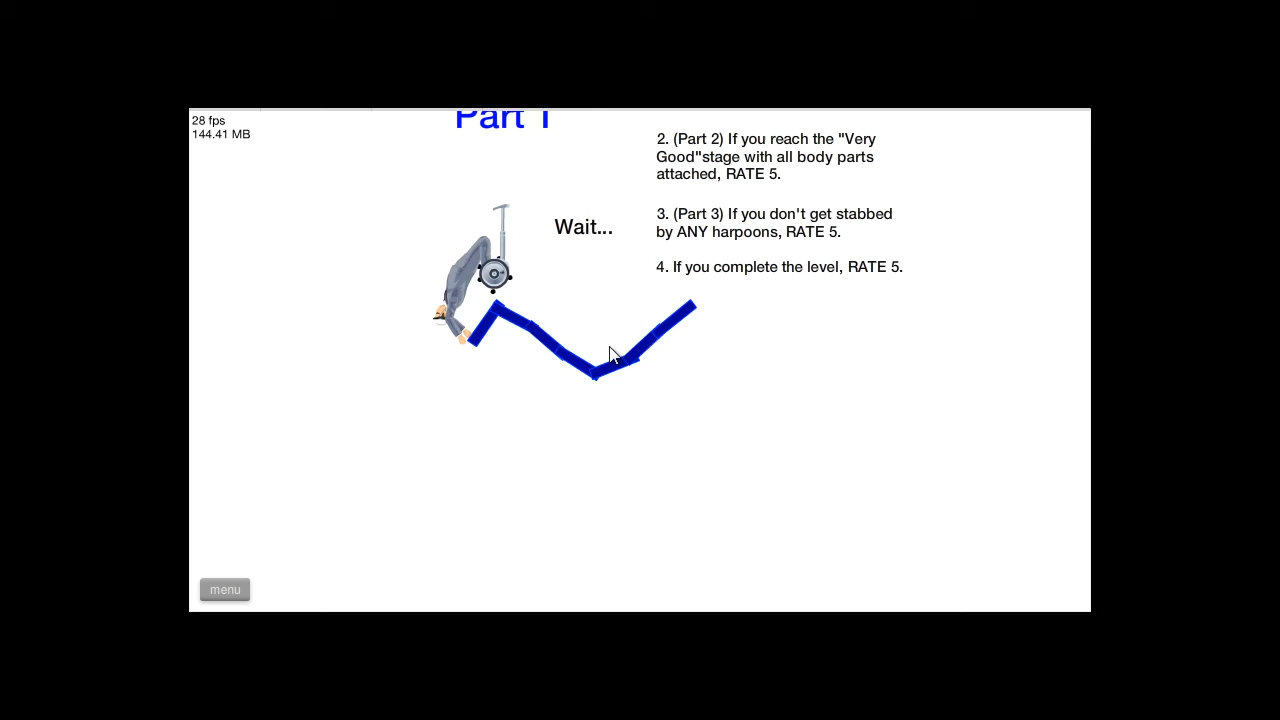 Part 1
28 fps
144.41 MB
2. (Part 2) If you reach the "Very
Good"stage with all body parts
attached, RATE 5.
Wait...
3. (Part 3) If you don't get stabbed
by ANY harpoons, RATE 5.
4. If you complete the level, RATE 5.
menu